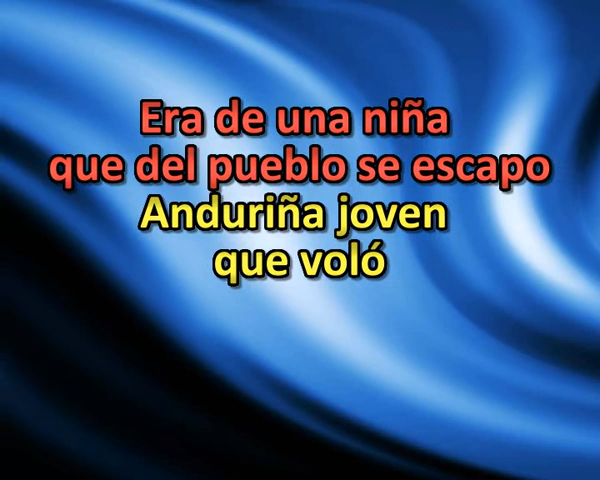 Era de una niña
que del pueblo se escapo
Anduriña joven
que voló